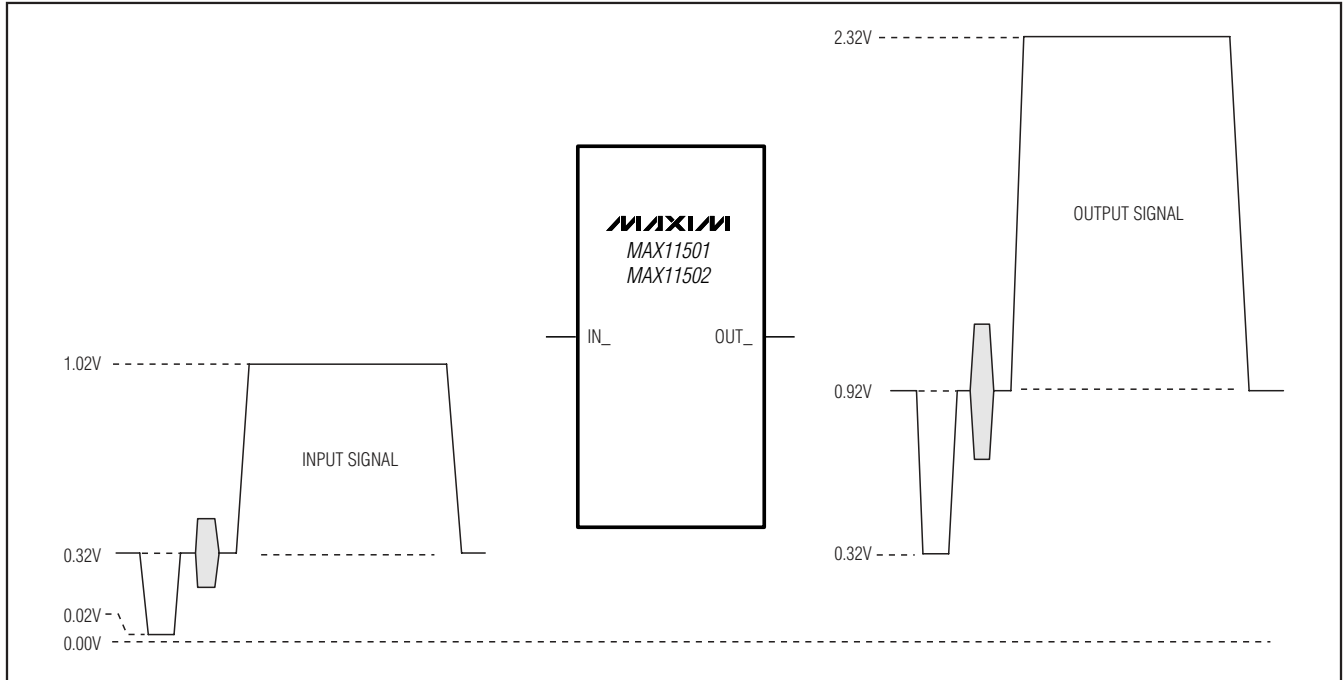 2.32V
MAXIM
MAX11501
MAX11502
OUTPUT SIGNAL
IN_
OUT_
1.02V
0.92V
INPUT SIGNAL
0.32V
0.32V
0.02V
0.00V